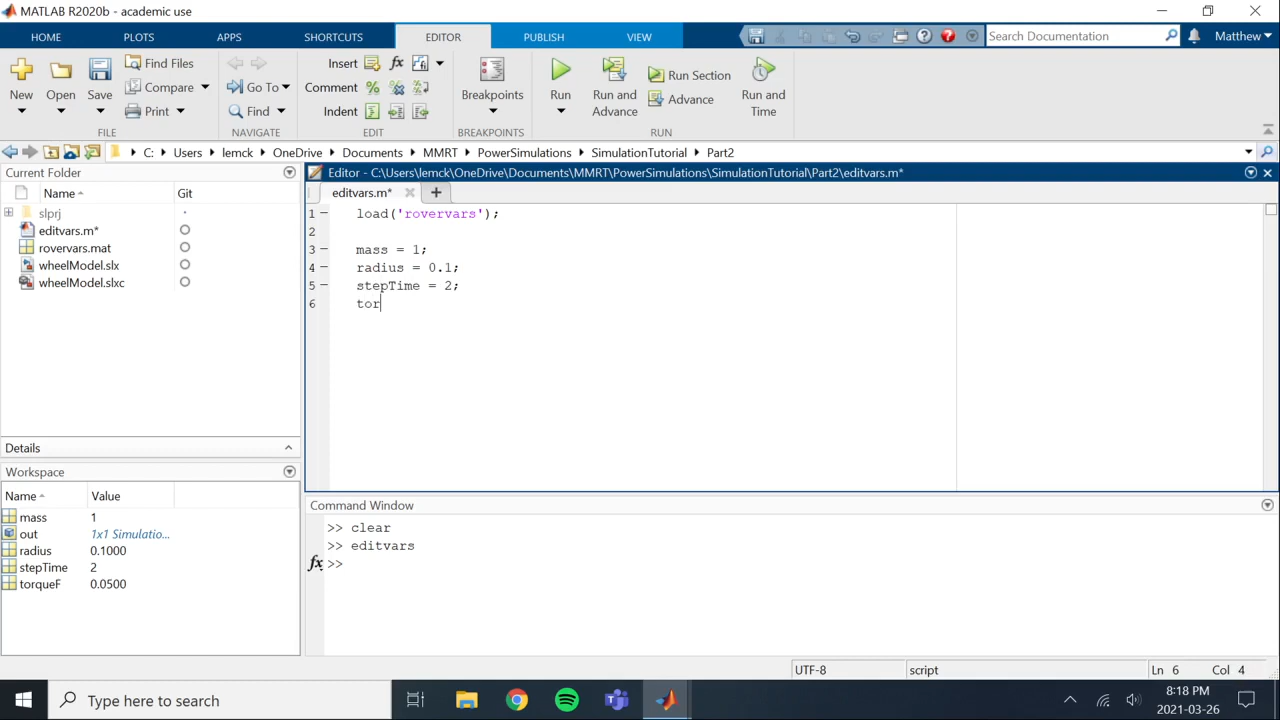 MATLAB R2020b - academic use
HOME PLOTS APPS SHORTCUTS EDITOR PUBLISH VIEW Search Documentation Matthew
New Open Save Find Files Compare Print
FILE
Go To Find
NAVIGATE
Insert fx
Comment % %
Indent
EDIT
Breakpoints
BREAKPOINTS
Run Run and Advance Run Section Advance Run and Time
RUN
C: Users lemck OneDrive Documents MMRT PowerSimulations SimulationTutorial Part2
Current Folder
Name Git
slprj
editvars.m*
rovervars.mat
wheelModel.slx
wheelModel.slxc
Details
Workspace
Name Value
mass 1
out 1x1 Simulatio...
radius 0.1000
stepTime 2
torqueF 0.0500
Editor - C:\Users\lemck\OneDrive\Documents\MMRT\PowerSimulations\SimulationTutorial\Part2\editvars.m*
editvars.m* +
1 - load('rovervars');
2
3 - mass = 1;
4 - radius = 0.1;
5 - stepTime = 2;
6 tor
Command Window
>> clear
>> editvars
fx >>
UTF-8 script Ln 6 Col 4
Type here to search
8:18 PM
2021-03-26